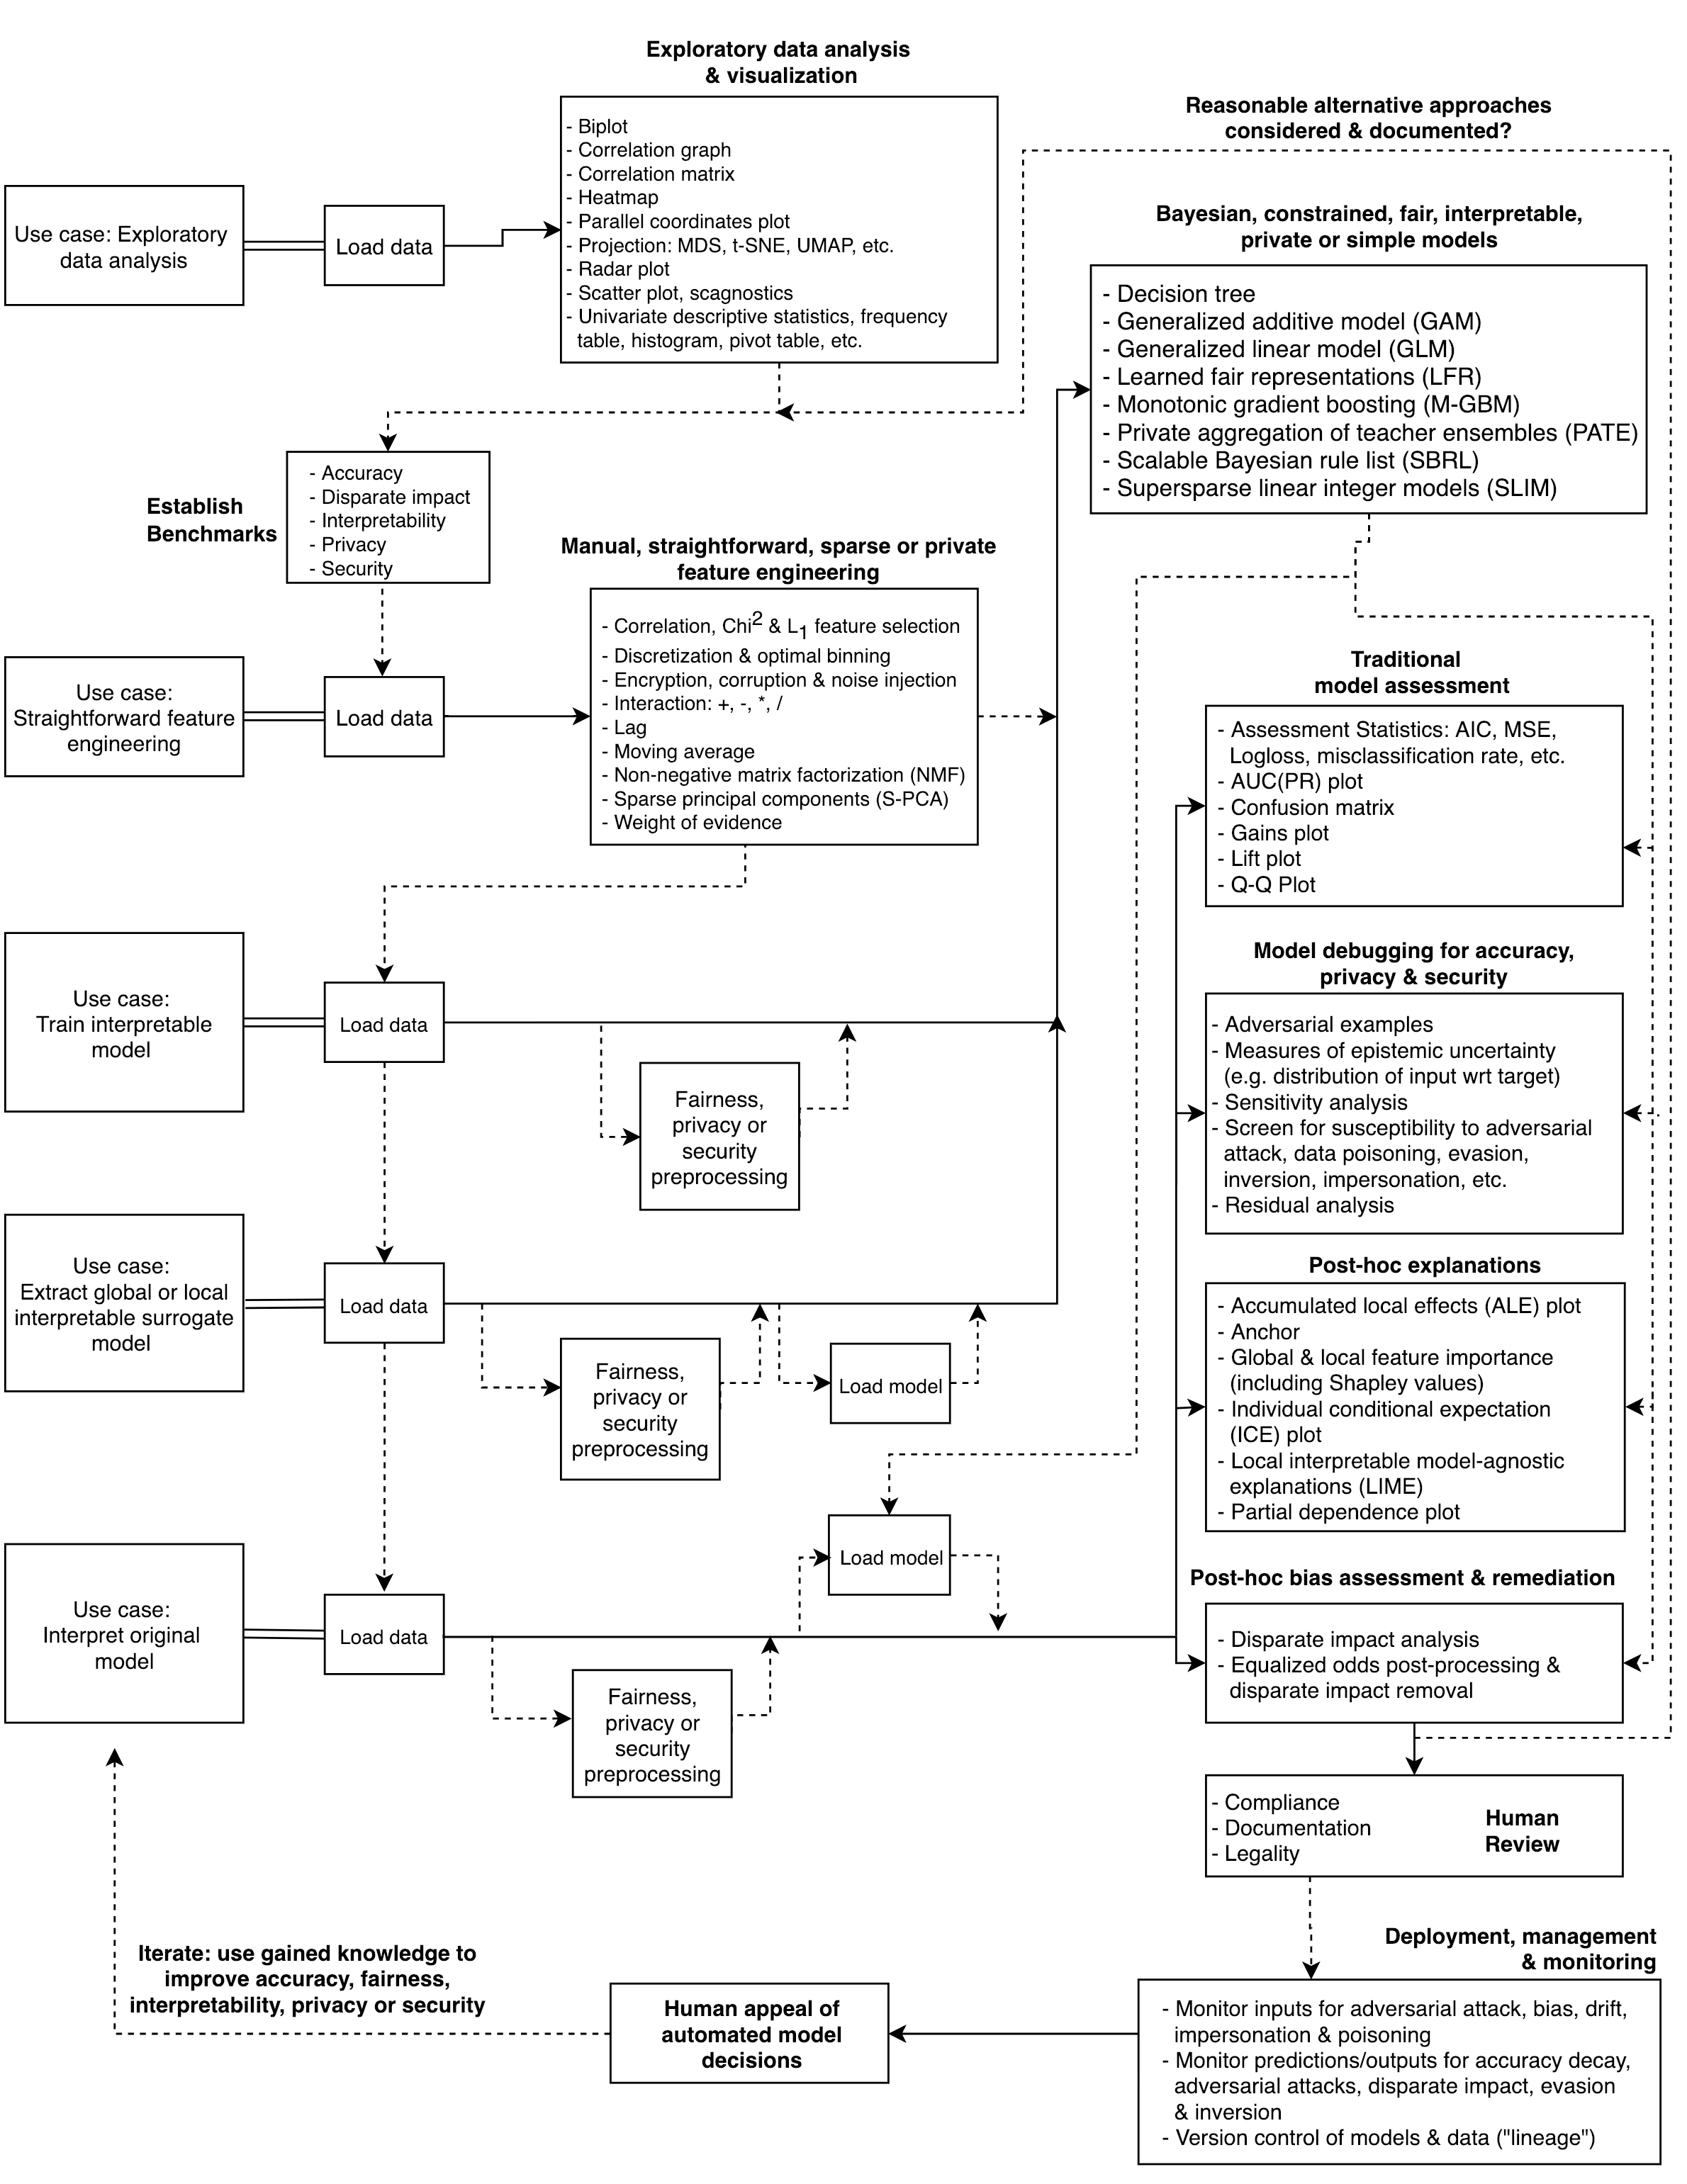 Exploratory data analysis
& visualization
- Biplot
- Correlation graph
- Correlation matrix
- Heatmap
- Parallel coordinates plot
- Projection: MDS, t-SNE, UMAP, etc.
- Radar plot
- Scatter plot, scagnostics
- Univariate descriptive statistics, frequency
table, histogram, pivot table, etc.
Use case: Exploratory
data analysis
Load data
Reasonable alternative approaches
considered & documented?
Bayesian, constrained, fair, interpretable,
private or simple models
- Decision tree
- Generalized additive model (GAM)
- Generalized linear model (GLM)
- Learned fair representations (LFR)
- Monotonic gradient boosting (M-GBM)
- Private aggregation of teacher ensembles (PATE)
- Scalable Bayesian rule list (SBRL)
- Supersparse linear integer models (SLIM)
Establish
Benchmarks
- Accuracy
- Disparate impact
- Interpretability
- Privacy
- Security
Manual, straightforward, sparse or private
feature engineering
- Correlation, Chi2 & L1 feature selection
- Discretization & optimal binning
- Encryption, corruption & noise injection
- Interaction: +, -, *, /
- Lag
- Moving average
- Non-negative matrix factorization (NMF)
- Sparse principal components (S-PCA)
- Weight of evidence
Use case:
Straightforward feature
engineering
Load data
Traditional
model assessment
- Assessment Statistics: AIC, MSE,
Logloss, misclassification rate, etc.
- AUC(PR) plot
- Confusion matrix
- Gains plot
- Lift plot
- Q-Q Plot
Use case:
Train interpretable
model
Load data
Fairness,
privacy or
security
preprocessing
Model debugging for accuracy,
privacy & security
- Adversarial examples
- Measures of epistemic uncertainty
(e.g. distribution of input wrt target)
- Sensitivity analysis
- Screen for susceptibility to adversarial
attack, data poisoning, evasion,
inversion, impersonation, etc.
- Residual analysis
Use case:
Extract global or local
interpretable surrogate
model
Load data
Fairness,
privacy or
security
preprocessing
Load model
Post-hoc explanations
- Accumulated local effects (ALE) plot
- Anchor
- Global & local feature importance
(including Shapley values)
- Individual conditional expectation
(ICE) plot
- Local interpretable model-agnostic
explanations (LIME)
- Partial dependence plot
Use case:
Interpret original
model
Load data
Load model
Fairness,
privacy or
security
preprocessing
Post-hoc bias assessment & remediation
- Disparate impact analysis
- Equalized odds post-processing &
disparate impact removal
- Compliance
- Documentation
- Legality
Human
Review
Deployment, management
& monitoring
- Monitor inputs for adversarial attack, bias, drift,
impersonation & poisoning
- Monitor predictions/outputs for accuracy decay,
adversarial attacks, disparate impact, evasion
& inversion
- Version control of models & data ("lineage")
Human appeal of
automated model
decisions
Iterate: use gained knowledge to
improve accuracy, fairness,
interpretability, privacy or security